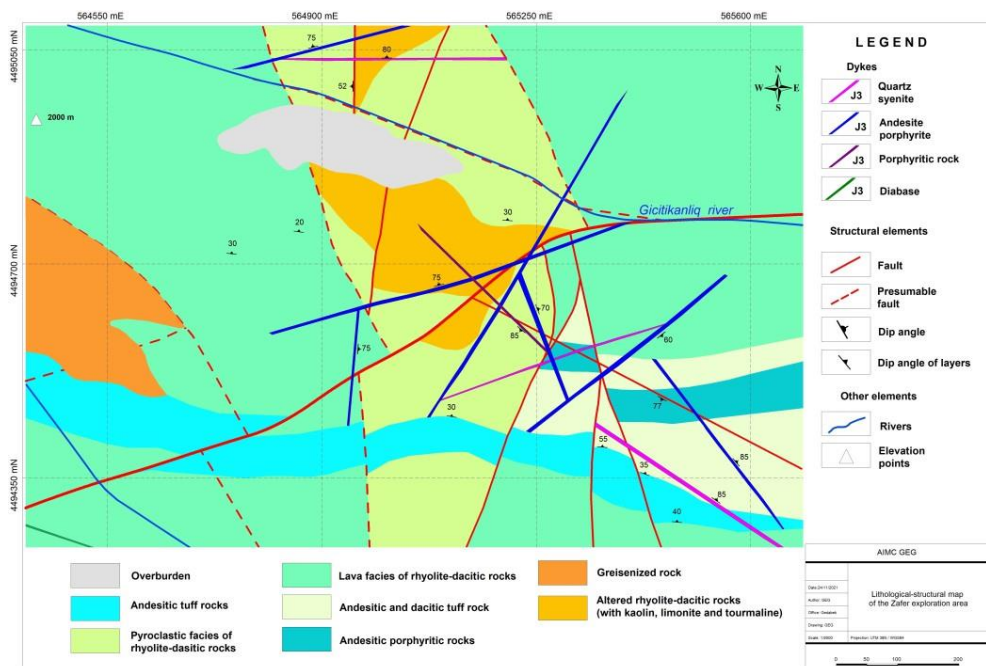 564550 mE
564900 mE
565250 mE
565600 mE
4495050 mN
4494700 mN
4494350 mN
2000 m
75
80
52
N
W
E
S
20
30
30
Gicitikanliq river
75
70
85
75
60
30
77
55
35
85
85
40
LEGEND
Dykes
J3
Quartz
syenite
J3
Andesite
porphyrite
J3
Porphyritic rock
J3
Diabase
Structural elements
Fault
Presumable
fault
Dip angle
Dip angle of layers
Other elements
Rivers
Elevation
points
Overburden
Andesitic tuff rocks
Pyroclastic facies of
rhyolite-dasitic rocks
Lava facies of rhyolite-dacitic rocks
Andesitic and dacitic tuff rock
Andesitic porphyritic rocks
Greisenized rock
Altered rhyolite-dacitic rocks
(with kaolin, limonite and tourmaline)
AIMC GEG
Author: GEG
Drawing: GEG
Lithological-structural map
of the Zafer exploration area
0 50 100 200